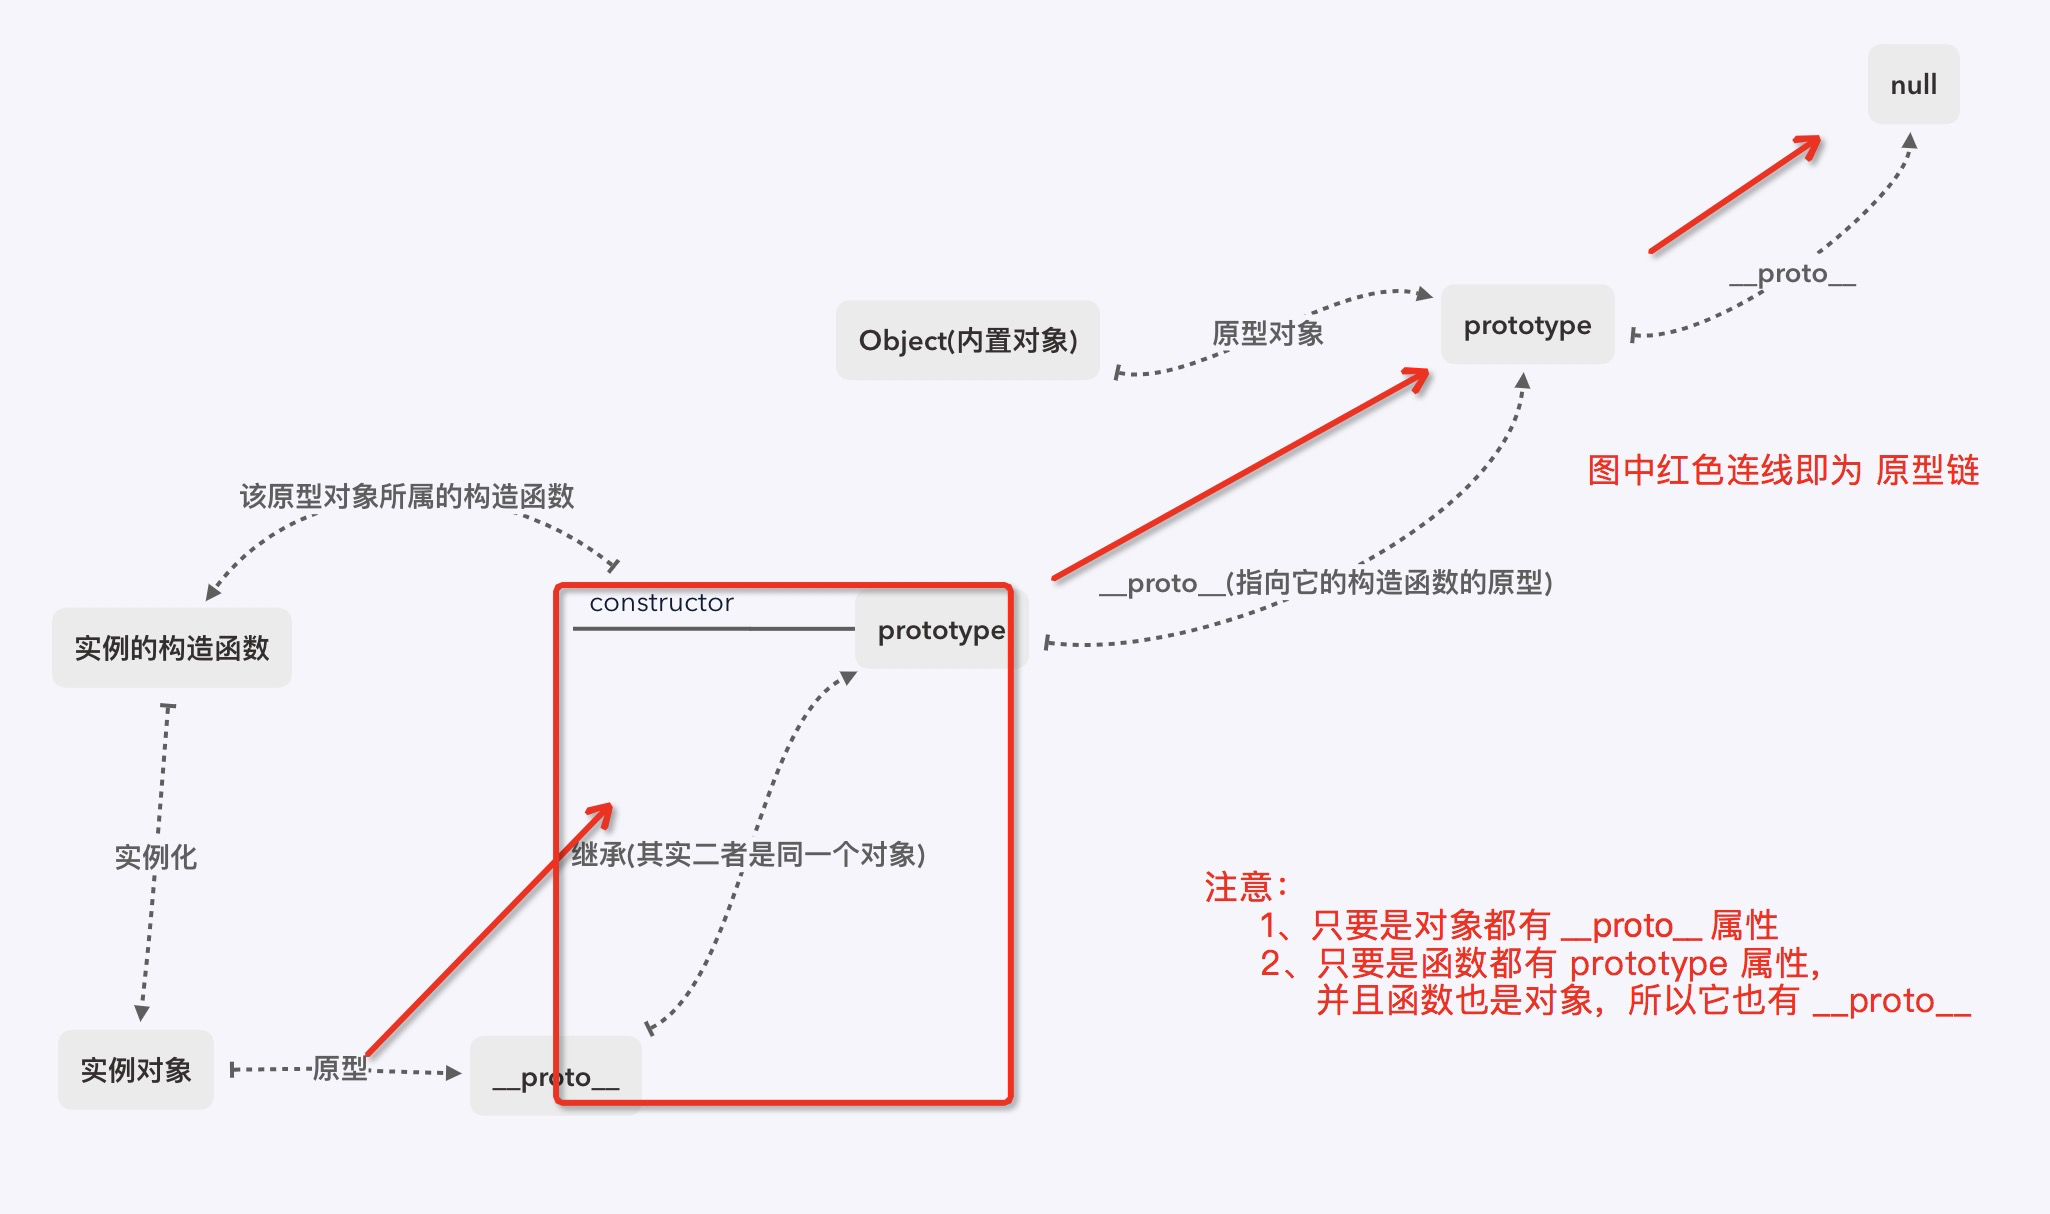 null
__proto__
Object(内置对象)
原型对象
prototype
图中红色连线即为 原型链
该原型对象所属的构造函数
__proto__(指向它的构造函数的原型)
constructor
prototype
实例的构造函数
实例化
继承(其实二者是同一个对象)
注意：
1、只要是对象都有 __proto__ 属性
2、只要是函数都有 prototype 属性，
并且函数也是对象，所以它也有 __proto__
实例对象
原型
__proto__